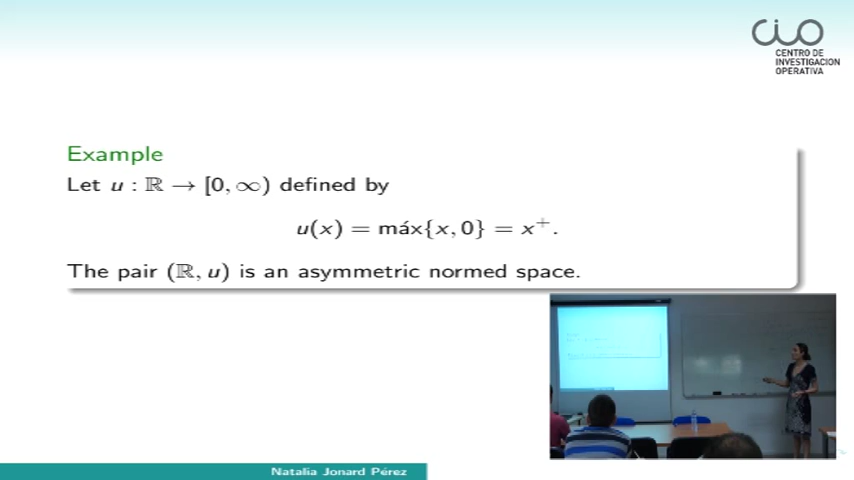 CIO
CENTRO DE
INVESTIGACION
OPERATIVA
Example
Let u : ℝ → [0, ∞) defined by
u(x) = máx{x, 0} = x⁺.
The pair (ℝ, u) is an asymmetric normed space.
Natalia Jonard Pérez